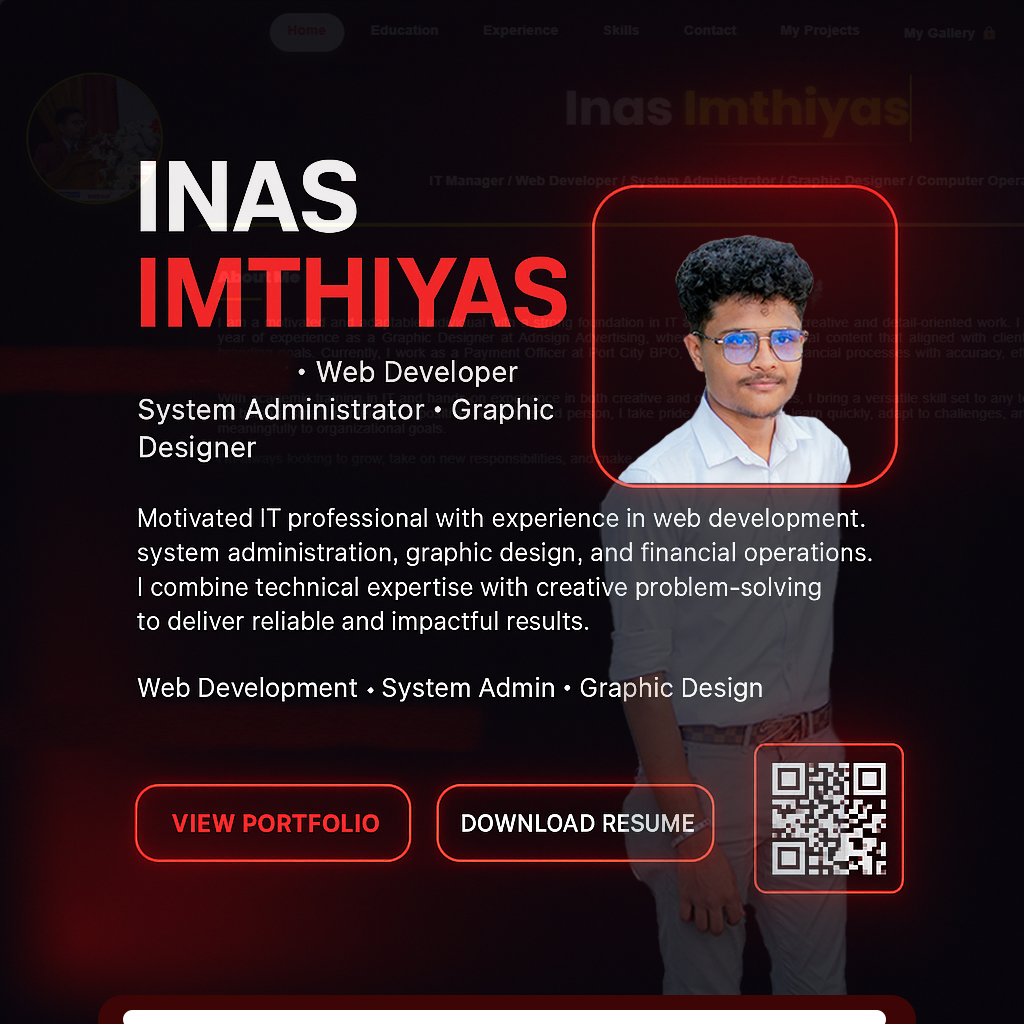 Home Education Experience Skills Contact My Projects My Gallery
Inas Imthiyas
IT Manager / Web Developer / System Administrator / Graphic Designer / Computer Opera
INAS
IMTHIYAS
• Web Developer
System Administrator • Graphic
Designer
About Me
Motivated IT professional with experience in web development.
system administration, graphic design, and financial operations.
I combine technical expertise with creative problem-solving
to deliver reliable and impactful results.
Web Development • System Admin • Graphic Design
VIEW PORTFOLIO
DOWNLOAD RESUME